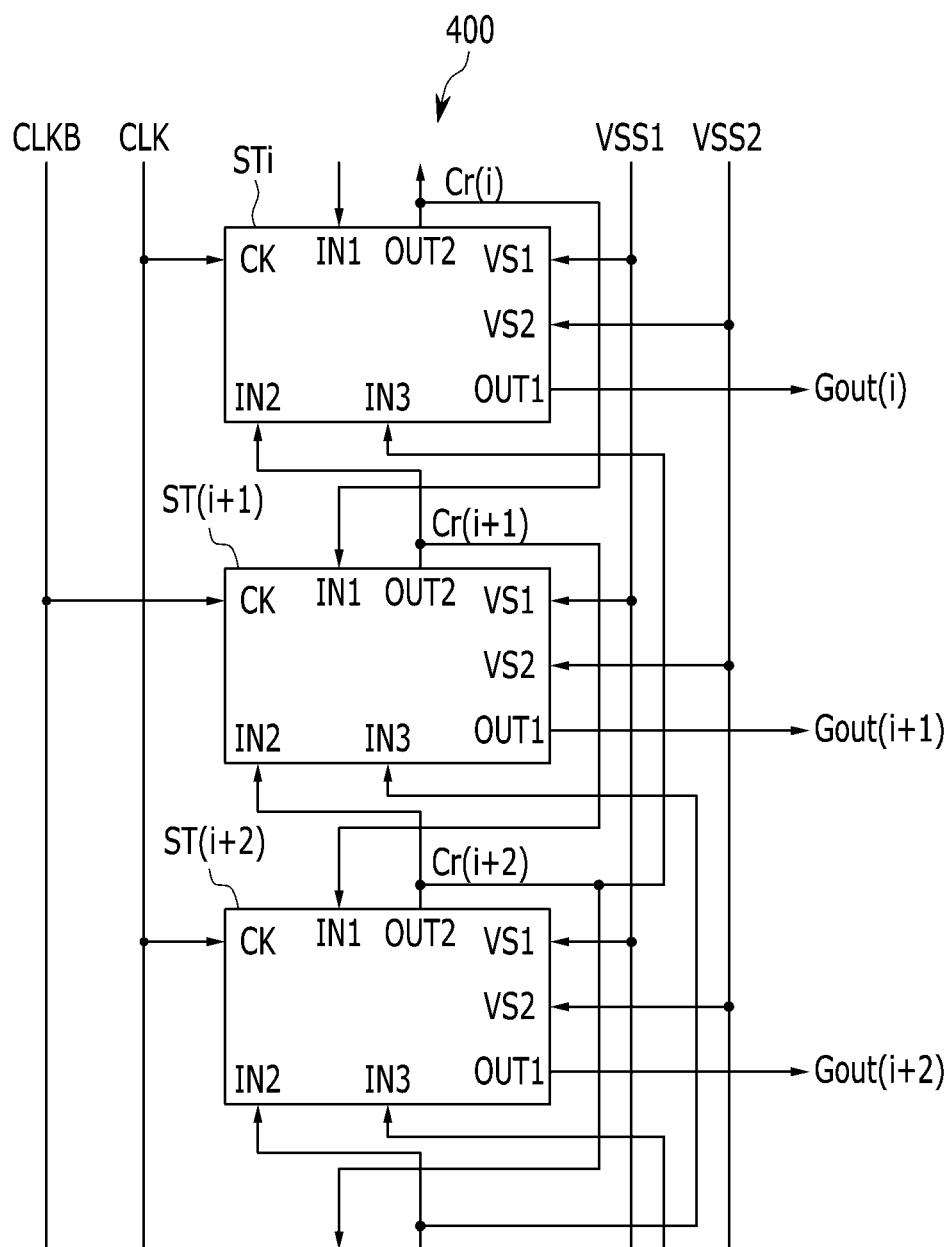 400
CLKB CLK VSS1 VSS2
STi
Cr(i)
CK IN1 OUT2 VS1
VS2
IN2 IN3 OUT1 Gout(i)
ST(i+1)
Cr(i+1)
CK IN1 OUT2 VS1
VS2
IN2 IN3 OUT1 Gout(i+1)
ST(i+2)
Cr(i+2)
CK IN1 OUT2 VS1
VS2
IN2 IN3 OUT1 Gout(i+2)